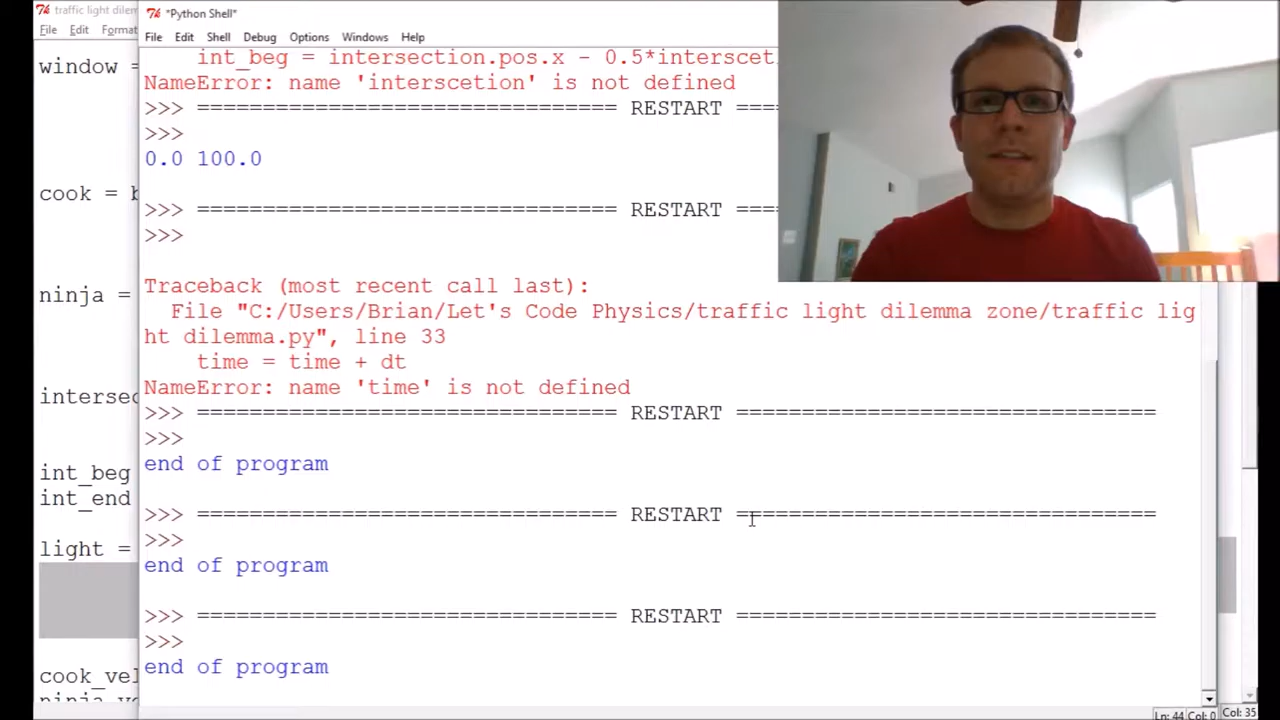 traffic light dilem
*Python Shell*
File Edit Forma
File Edit Shell Debug Options Windows Help
window =
cook = b
ninja =
intersec
int_beg
int_end
light =
cook_vel
ninja_ve
int_beg = intersection.pos.x - 0.5*intersceti
NameError: name 'interscetion' is not defined
>>> ================================ RESTART ====
>>>
0.0 100.0
>>> ================================ RESTART ====
>>>
Traceback (most recent call last):
File "C:/Users/Brian/Let's Code Physics/traffic light dilemma zone/traffic lig
ht dilemma.py", line 33
time = time + dt
NameError: name 'time' is not defined
>>> ================================ RESTART ================================
>>>
end of program
>>> ================================ RESTART ================================
>>>
end of program
>>> ================================ RESTART ================================
>>>
end of program
Ln: 44 Col: 0
Col: 35